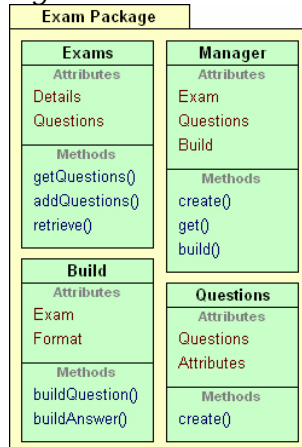 Exam Package
Exams
Attributes
Details
Questions
Methods
getQuestions()
addQuestions()
retrieve()
Manager
Attributes
Exam
Questions
Build
Methods
create()
get()
build()
Build
Attributes
Exam
Format
Methods
buildQuestion()
buildAnswer()
Questions
Attributes
Questions
Attributes
Methods
create()